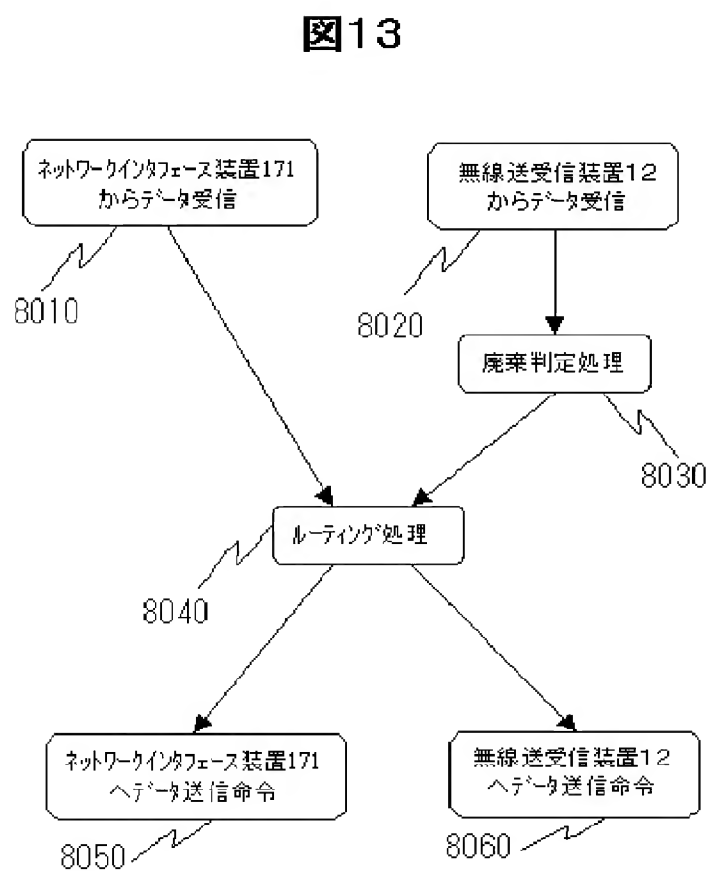 図13
ネットワークインタフェース装置171
からデータ受信
無線送受信装置12
からデータ受信
8010
8020
廃棄判定処理
8030
ルーティング処理
8040
ネットワークインタフェース装置171
へデータ送信命令
無線送受信装置12
へデータ送信命令
8050
8060